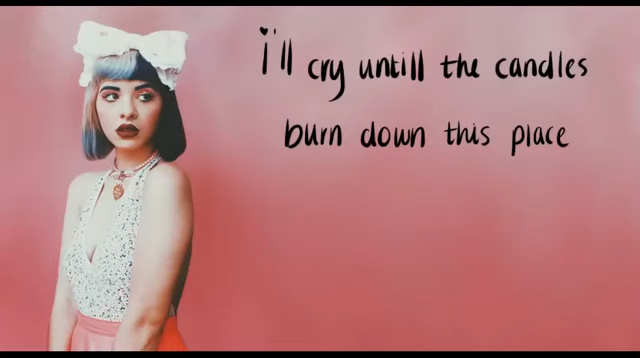 i'll cry untill the candles
burn down this place